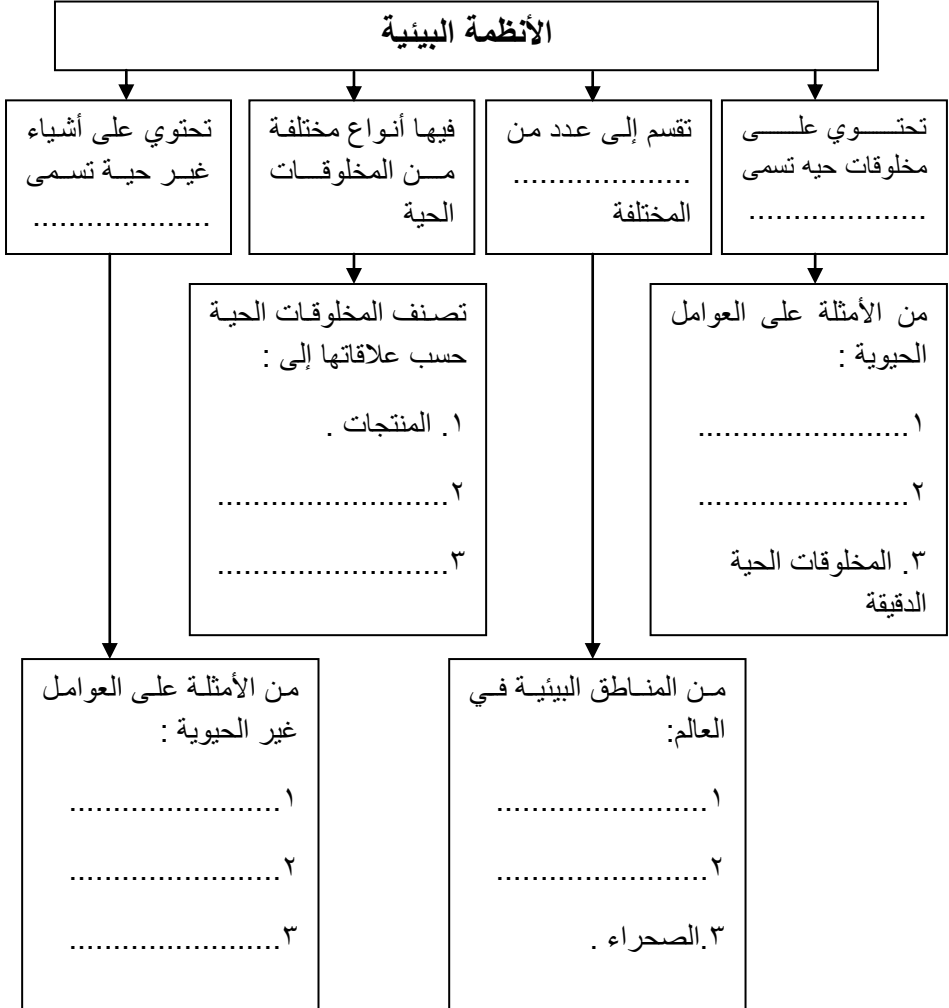 الأنظمة البيئية
تحتوي على
مخلوقات حيه تسمى
....................
تقسم إلى عدد من
....................
المختلفة
فيها أنواع مختلفة
من المخلوقات
الحية
تحتوي على أشياء
غير حية تسمى
....................
من الأمثلة على العوامل
الحيوية :
١........................
٢........................
٣. المخلوقات الحية
الدقيقة
تصنف المخلوقات الحية
حسب علاقاتها إلى :
١. المنتجات .
٢..........................
٣..........................
من المناطق البيئية في
العالم:
١........................
٢........................
٣.الصحراء .
من الأمثلة على العوامل
غير الحيوية :
١........................
٢........................
٣........................